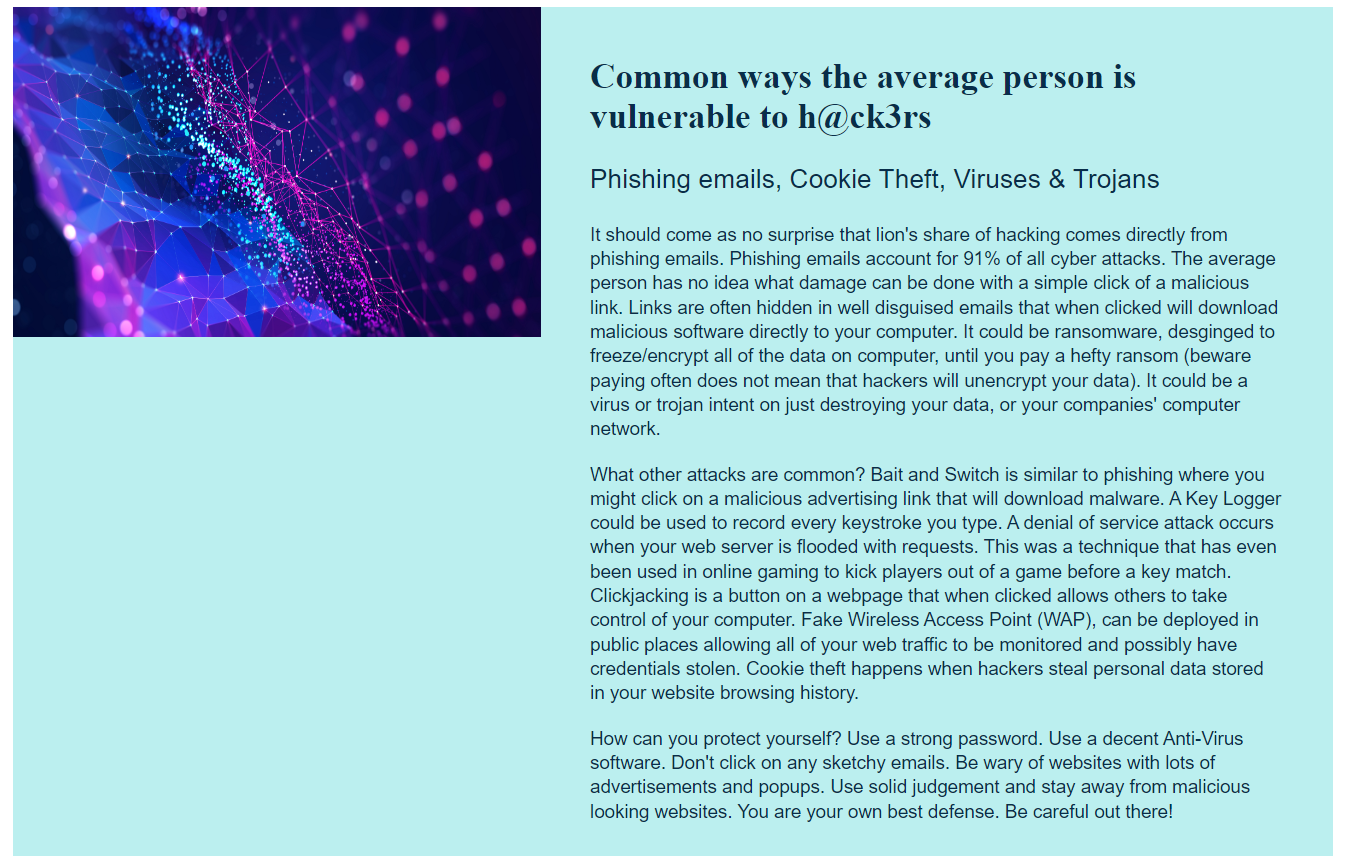 Common ways the average person is
vulnerable to h@ck3rs
Phishing emails, Cookie Theft, Viruses & Trojans
It should come as no surprise that lion's share of hacking comes directly from
phishing emails. Phishing emails account for 91% of all cyber attacks. The average
person has no idea what damage can be done with a simple click of a malicious
link. Links are often hidden in well disguised emails that when clicked will download
malicious software directly to your computer. It could be ransomware, desginged to
freeze/encrypt all of the data on computer, until you pay a hefty ransom (beware
paying often does not mean that hackers will unencrypt your data). It could be a
virus or trojan intent on just destroying your data, or your companies' computer
network.
What other attacks are common? Bait and Switch is similar to phishing where you
might click on a malicious advertising link that will download malware. A Key Logger
could be used to record every keystroke you type. A denial of service attack occurs
when your web server is flooded with requests. This was a technique that has even
been used in online gaming to kick players out of a game before a key match.
Clickjacking is a button on a webpage that when clicked allows others to take
control of your computer. Fake Wireless Access Point (WAP), can be deployed in
public places allowing all of your web traffic to be monitored and possibly have
credentials stolen. Cookie theft happens when hackers steal personal data stored
in your website browsing history.
How can you protect yourself? Use a strong password. Use a decent Anti-Virus
software. Don't click on any sketchy emails. Be wary of websites with lots of
advertisements and popups. Use solid judgement and stay away from malicious
looking websites. You are your own best defense. Be careful out there!